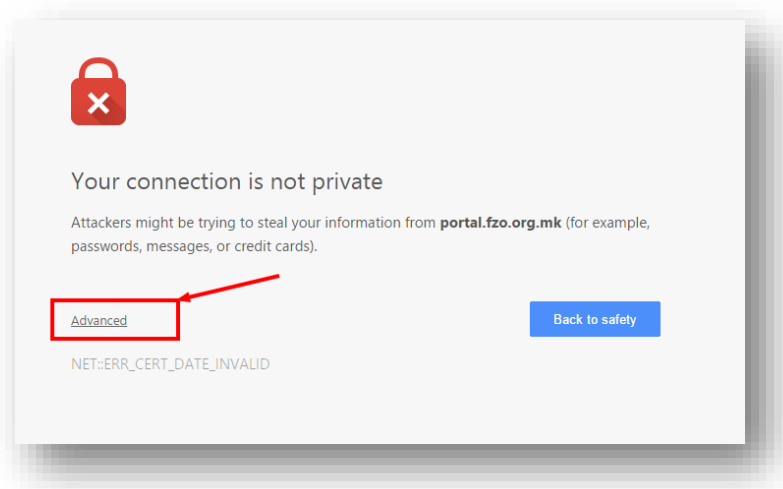 Your connection is not private
Attackers might be trying to steal your information from portal.fzo.org.mk (for example,
passwords, messages, or credit cards).
Advanced
Back to safety
NET::ERR_CERT_DATE_INVALID